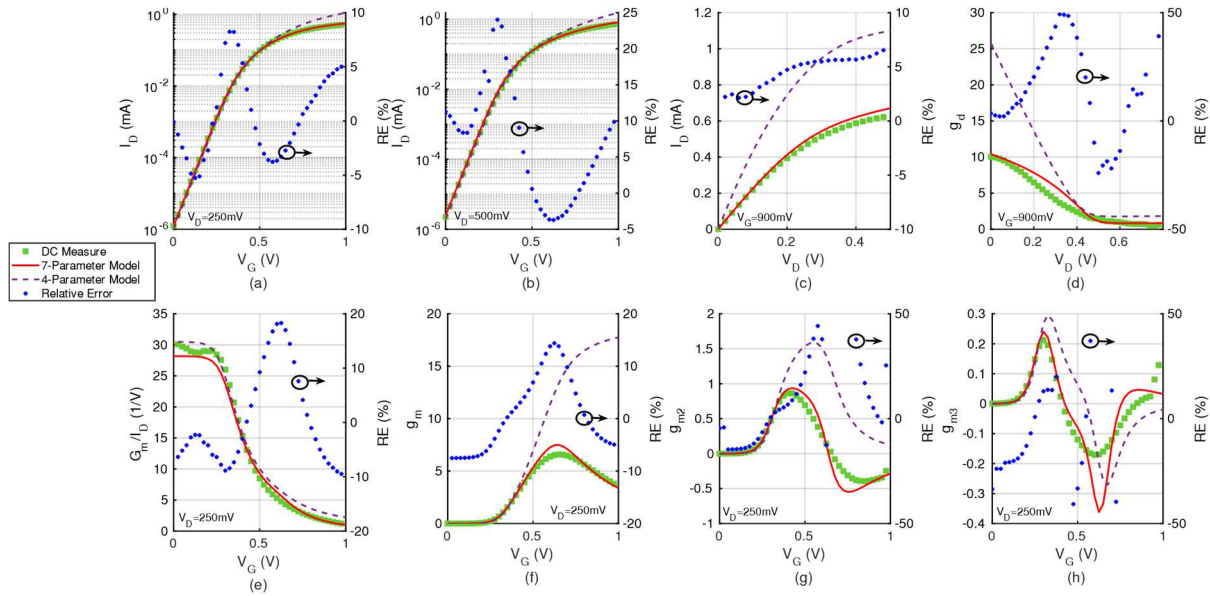 10^0
10^-2
10^-4
10^-6
I_D (mA)
10
5
0
-5
-10
RE (%)
V_D=250mV
0
0.5
1
V_G (V)
(a)
10^0
10^-2
10^-4
10^-6
I_D (mA)
25
20
15
10
5
0
-5
RE (%)
V_D=500mV
0
0.5
1
V_G (V)
(b)
1.2
1
0.8
0.6
0.4
0.2
0
I_D (mA)
10
5
0
-5
-10
RE (%)
V_G=900mV
0
0.2
0.4
V_D (V)
(c)
30
25
20
15
10
5
0
g_d
50
0
-50
RE (%)
V_G=900mV
0
0.2
0.4
0.6
V_D (V)
(d)
DC Measure
7-Parameter Model
4-Parameter Model
Relative Error
35
30
25
20
15
10
5
0
G_m/I_D (1/V)
20
10
0
-10
-20
RE (%)
V_D=250mV
0
0.5
1
V_G (V)
(e)
20
15
10
5
0
g_m
20
10
0
-10
-20
RE (%)
V_D=250mV
0
0.5
1
V_G (V)
(f)
2
1.5
1
0.5
0
-0.5
-1
g_m2
50
0
-50
RE (%)
V_D=250mV
0
0.5
1
V_G (V)
(g)
0.3
0.2
0.1
0
-0.1
-0.2
-0.3
-0.4
g_m3
50
0
-50
RE (%)
V_D=250mV
0
0.5
1
V_G (V)
(h)